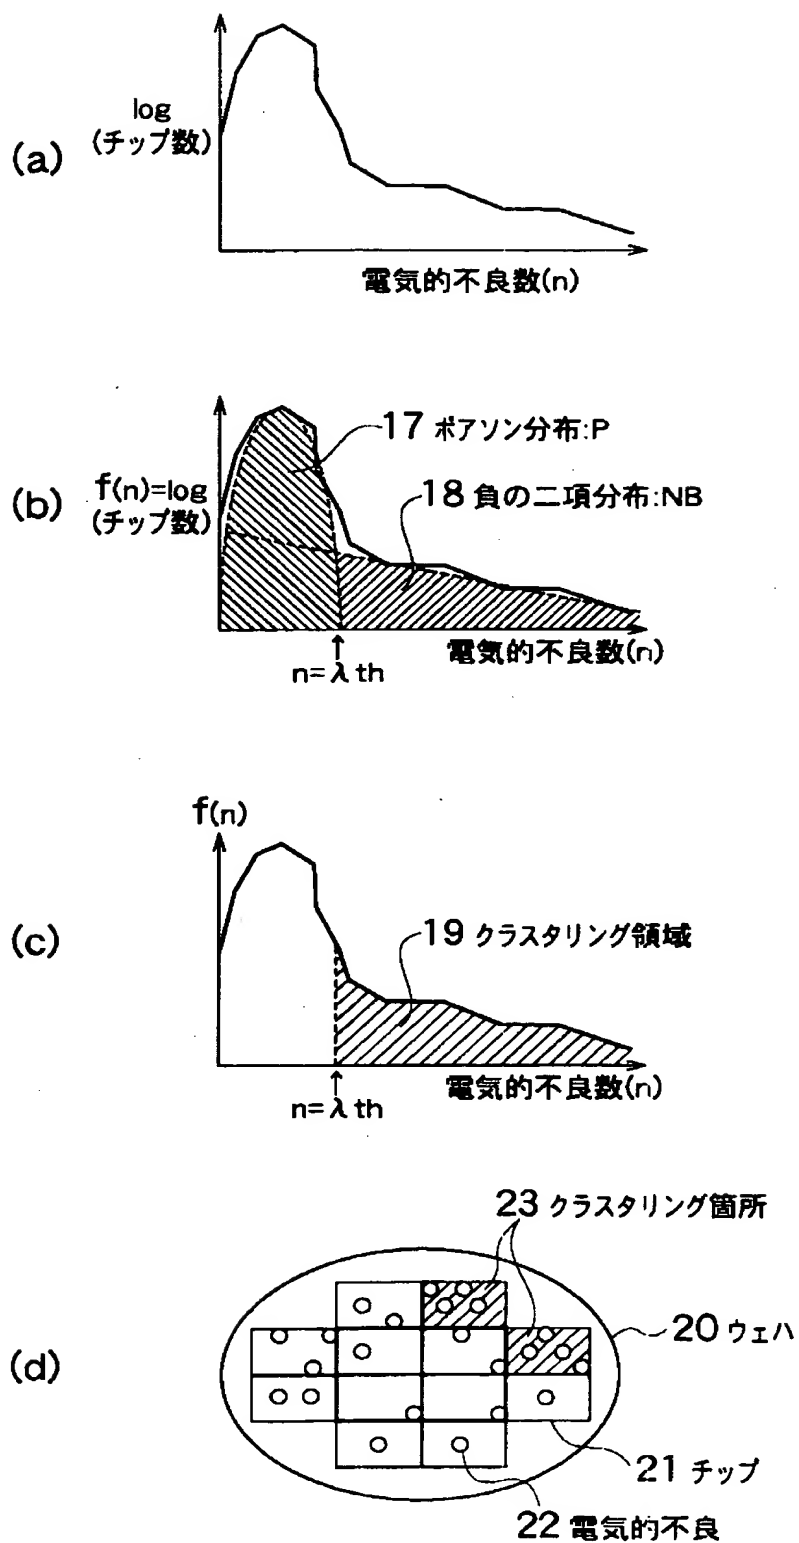 (a)
log
(チップ数)
電気的不良数(n)
(b)
f(n)=log
(チップ数)
17 ポアソン分布:P
18 負の二項分布:NB
電気的不良数(n)
↑
n=λth
(c)
f(n)
19 クラスタリング領域
電気的不良数(n)
↑
n=λth
(d)
23 クラスタリング箇所
20 ウェハ
21 チップ
22 電気的不良